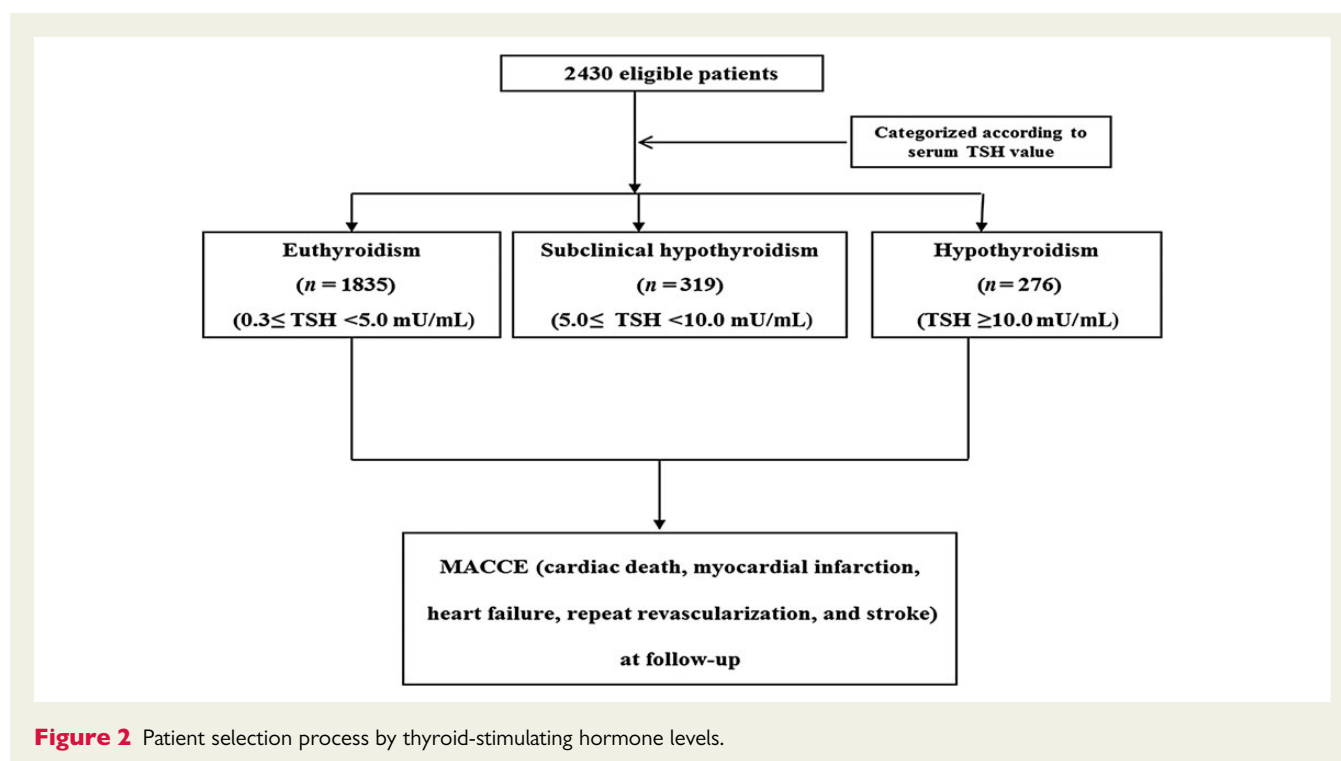 2430 eligible patients
Categorized according to
serum TSH value
Euthyroidism
(n = 1835)
(0.3≤ TSH <5.0 mU/mL)
Subclinical hypothyroidism
(n = 319)
(5.0≤ TSH <10.0 mU/mL)
Hypothyroidism
(n = 276)
(TSH ≥10.0 mU/mL)
MACCE (cardiac death, myocardial infarction,
heart failure, repeat revascularization, and stroke)
at follow-up
Figure 2 Patient selection process by thyroid-stimulating hormone levels.